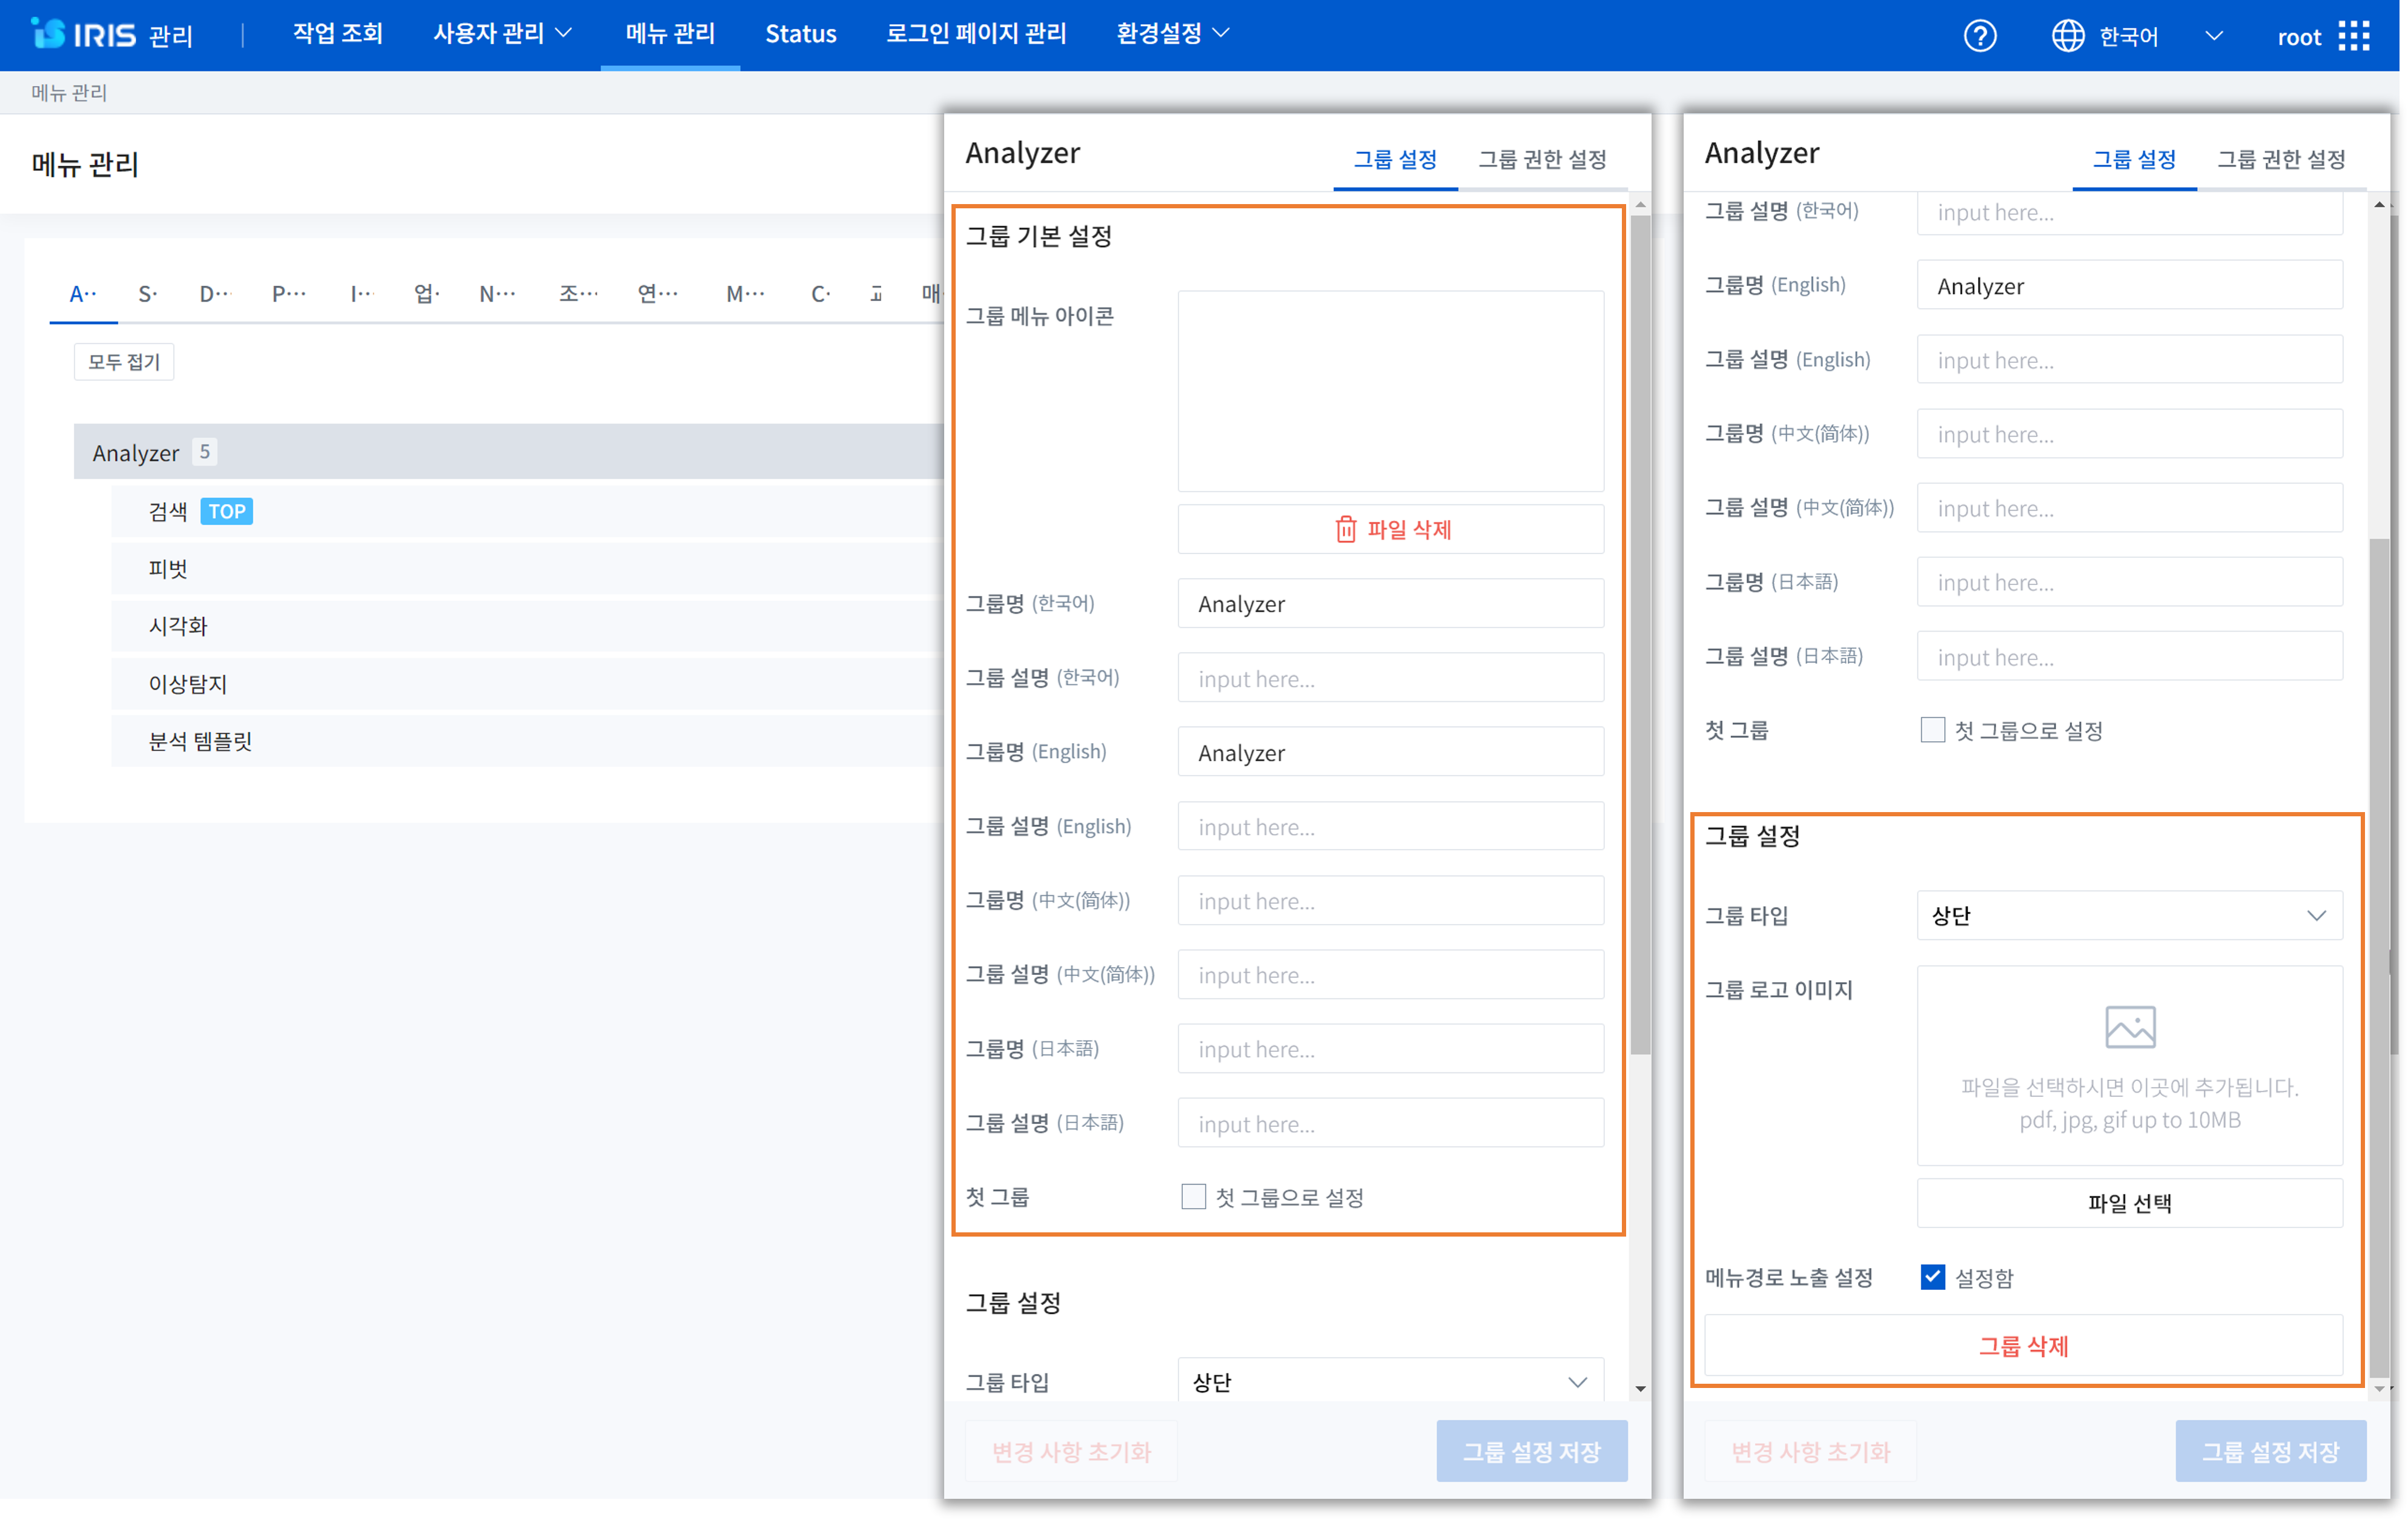 IRIS 관리 작업 조회 사용자 관리 메뉴 관리 Status 로그인 페이지 관리 환경설정 ? 한국어 root
메뉴 관리
메뉴 관리
A·· S· D··· P··· I··· 업· N··· 조··· 연··· M··· C·
모두 접기
Analyzer 5
검색 TOP
피벗
시각화
이상탐지
분석 템플릿
Analyzer 그룹 설정 그룹 권한 설정
그룹 기본 설정
그룹 메뉴 아이콘
파일 삭제
그룹명 (한국어) Analyzer
그룹 설명 (한국어) input here...
그룹명 (English) Analyzer
그룹 설명 (English) input here...
그룹명 (中文(简体)) input here...
그룹 설명 (中文(简体)) input here...
그룹명 (日本語) input here...
그룹 설명 (日本語) input here...
첫 그룹 첫 그룹으로 설정
그룹 설정
그룹 타입 상단
변경 사항 초기화 그룹 설정 저장
Analyzer 그룹 설정 그룹 권한 설정
그룹 설명 (한국어) input here...
그룹명 (English) Analyzer
그룹 설명 (English) input here...
그룹명 (中文(简体)) input here...
그룹 설명 (中文(简体)) input here...
그룹명 (日本語) input here...
그룹 설명 (日本語) input here...
첫 그룹 첫 그룹으로 설정
그룹 설정
그룹 타입 상단
그룹 로고 이미지
파일을 선택하시면 이곳에 추가됩니다.
pdf, jpg, gif up to 10MB
파일 선택
메뉴경로 노출 설정 설정함
그룹 삭제
변경 사항 초기화 그룹 설정 저장